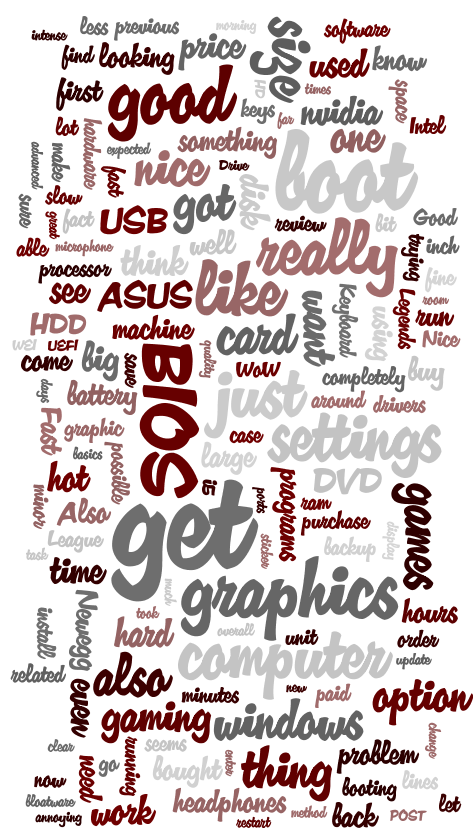 intense
less
previous
morning
size
software
find
looking
price
used
know
first
good
HD
times
keys
far
nvidia
space
Intel
lot
hardware
expected
something
one
advanced
make
fast
nice
Drive
disk
boot
sure
slow
great
fact
USB
got
review
bit
Good
able
microphone
think
well
really
trying
inch
processor
fine
see
ASUS
like
want
Keyboard
Legends
room
HDD
machine
card
using
run
WEI
UEFI
Nice
come
big
save
BIOS
quality
WoW
completely
buy
days
battery
just
around
drivers
Fast
graphic
case
settings
basics
possible
large
hot
i5
DVD
minor
Also
ports
programs
ram
games
purchase
League
get
sticker
backup
display
task
time
much
graphics
install
Newegg
took
hard
overall
unit
hours
order
computer
update
related
even
also
minutes
new
paid
option
gaming
windows
clear
running
seems
change
need
go
bought
enter
thing
problem
now
booting
lines
bloatware
headphones
method
let
annoying
work
restart
back
POST